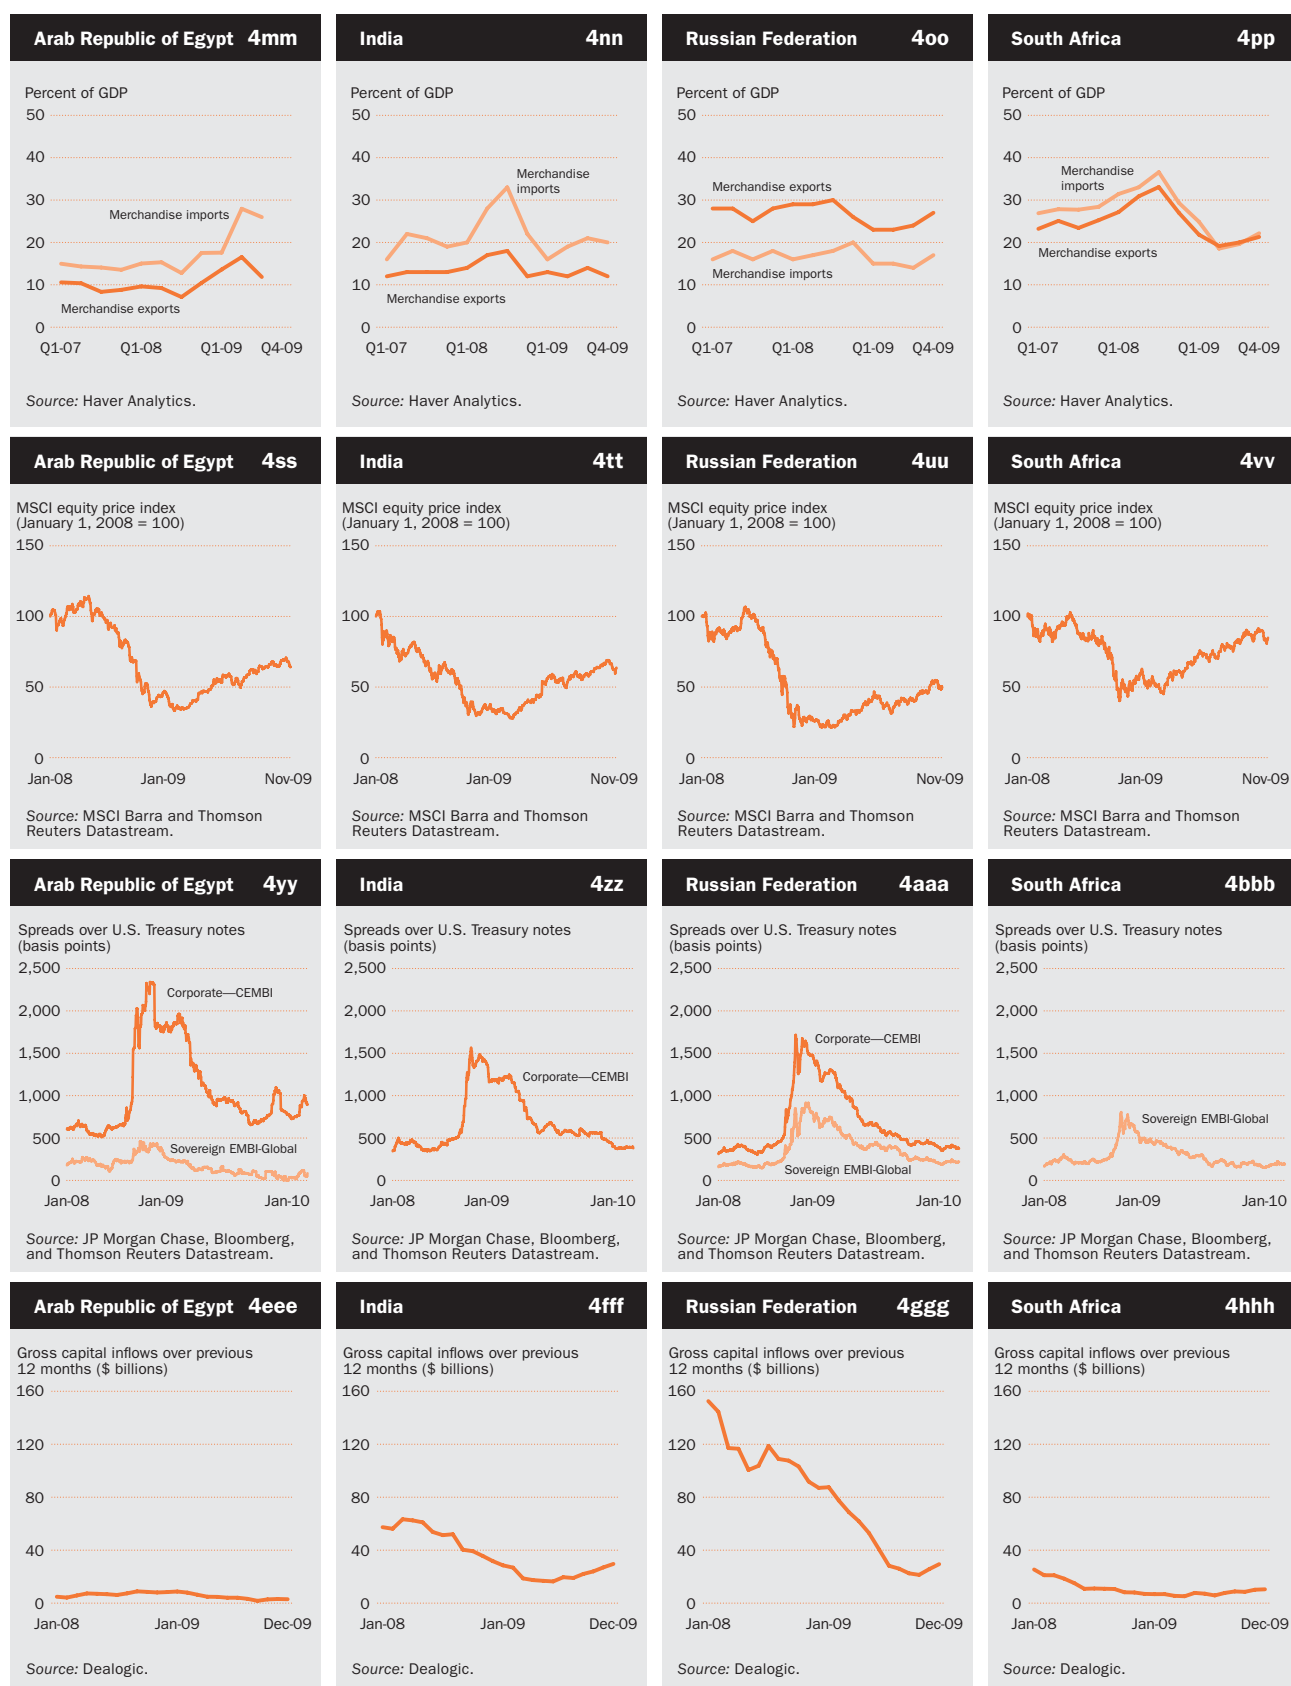 Arab Republic of Egypt 4mm
Percent of GDP
50
40
30
20
10
0
Merchandise imports
Merchandise exports
Q1-07 Q1-08 Q1-09 Q4-09
Source: Haver Analytics.
India 4nn
Percent of GDP
50
40
30
20
10
0
Merchandise
imports
Merchandise exports
Q1-07 Q1-08 Q1-09 Q4-09
Source: Haver Analytics.
Russian Federation 4oo
Percent of GDP
50
40
30
20
10
0
Merchandise exports
Merchandise imports
Q1-07 Q1-08 Q1-09 Q4-09
Source: Haver Analytics.
South Africa 4pp
Percent of GDP
50
40
30
20
10
0
Merchandise
imports
Merchandise exports
Q1-07 Q1-08 Q1-09 Q4-09
Source: Haver Analytics.
Arab Republic of Egypt 4ss
MSCI equity price index
(January 1, 2008 = 100)
150
100
50
0
Jan-08 Jan-09 Nov-09
Source: MSCI Barra and Thomson
Reuters Datastream.
India 4tt
MSCI equity price index
(January 1, 2008 = 100)
150
100
50
0
Jan-08 Jan-09 Nov-09
Source: MSCI Barra and Thomson
Reuters Datastream.
Russian Federation 4uu
MSCI equity price index
(January 1, 2008 = 100)
150
100
50
0
Jan-08 Jan-09 Nov-09
Source: MSCI Barra and Thomson
Reuters Datastream.
South Africa 4vv
MSCI equity price index
(January 1, 2008 = 100)
150
100
50
0
Jan-08 Jan-09 Nov-09
Source: MSCI Barra and Thomson
Reuters Datastream.
Arab Republic of Egypt 4yy
Spreads over U.S. Treasury notes
(basis points)
2,500
2,000
1,500
1,000
500
0
Corporate—CEMBI
Sovereign EMBI-Global
Jan-08 Jan-09 Jan-10
Source: JP Morgan Chase, Bloomberg,
and Thomson Reuters Datastream.
India 4zz
Spreads over U.S. Treasury notes
(basis points)
2,500
2,000
1,500
1,000
500
0
Corporate—CEMBI
Jan-08 Jan-09 Jan-10
Source: JP Morgan Chase, Bloomberg,
and Thomson Reuters Datastream.
Russian Federation 4aaa
Spreads over U.S. Treasury notes
(basis points)
2,500
2,000
1,500
1,000
500
0
Corporate—CEMBI
Sovereign EMBI-Global
Jan-08 Jan-09 Jan-10
Source: JP Morgan Chase, Bloomberg,
and Thomson Reuters Datastream.
South Africa 4bbb
Spreads over U.S. Treasury notes
(basis points)
2,500
2,000
1,500
1,000
500
0
Sovereign EMBI-Global
Jan-08 Jan-09 Jan-10
Source: JP Morgan Chase, Bloomberg,
and Thomson Reuters Datastream.
Arab Republic of Egypt 4eee
Gross capital inflows over previous
12 months ($ billions)
160
120
80
40
0
Jan-08 Jan-09 Dec-09
Source: Dealogic.
India 4fff
Gross capital inflows over previous
12 months ($ billions)
160
120
80
40
0
Jan-08 Jan-09 Dec-09
Source: Dealogic.
Russian Federation 4ggg
Gross capital inflows over previous
12 months ($ billions)
160
120
80
40
0
Jan-08 Jan-09 Dec-09
Source: Dealogic.
South Africa 4hhh
Gross capital inflows over previous
12 months ($ billions)
160
120
80
40
0
Jan-08 Jan-09 Dec-09
Source: Dealogic.